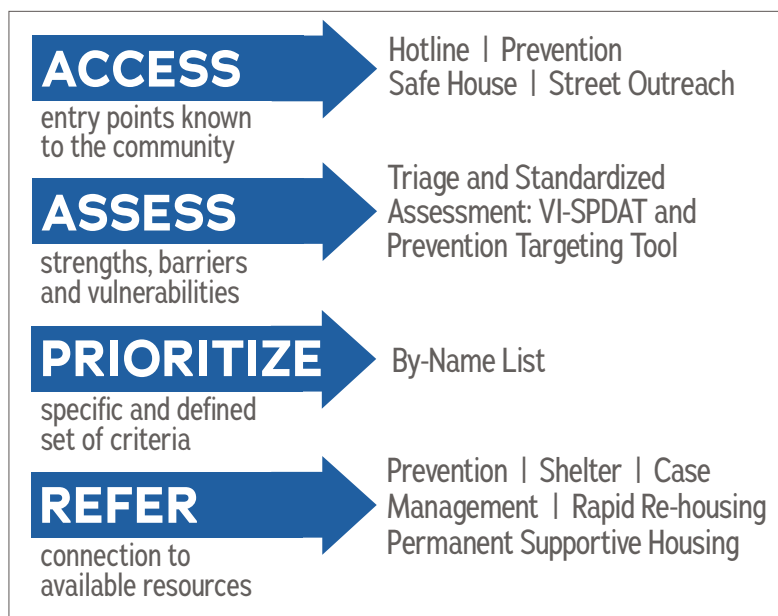 ACCESS
entry points known
to the community
Hotline | Prevention
Safe House | Street Outreach
ASSESS
strengths, barriers
and vulnerabilities
Triage and Standardized
Assessment: VI-SPDAT and
Prevention Targeting Tool
PRIORITIZE
specific and defined
set of criteria
By-Name List
REFER
connection to
available resources
Prevention | Shelter | Case
Management | Rapid Re-housing
Permanent Supportive Housing